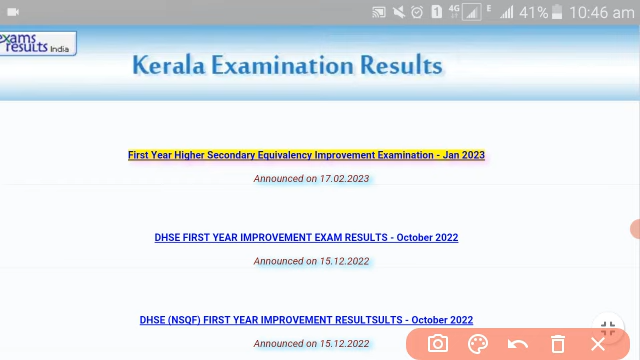 4G E 1 41% 10:46 am
exams
results India
Kerala Examination Results
First Year Higher Secondary Equivalency Improvement Examination - Jan 2023
Announced on 17.02.2023
DHSE FIRST YEAR IMPROVEMENT EXAM RESULTS - October 2022
Announced on 15.12.2022
DHSE (NSQF) FIRST YEAR IMPROVEMENT RESULTSULTS - October 2022
Announced on 15.12.2022